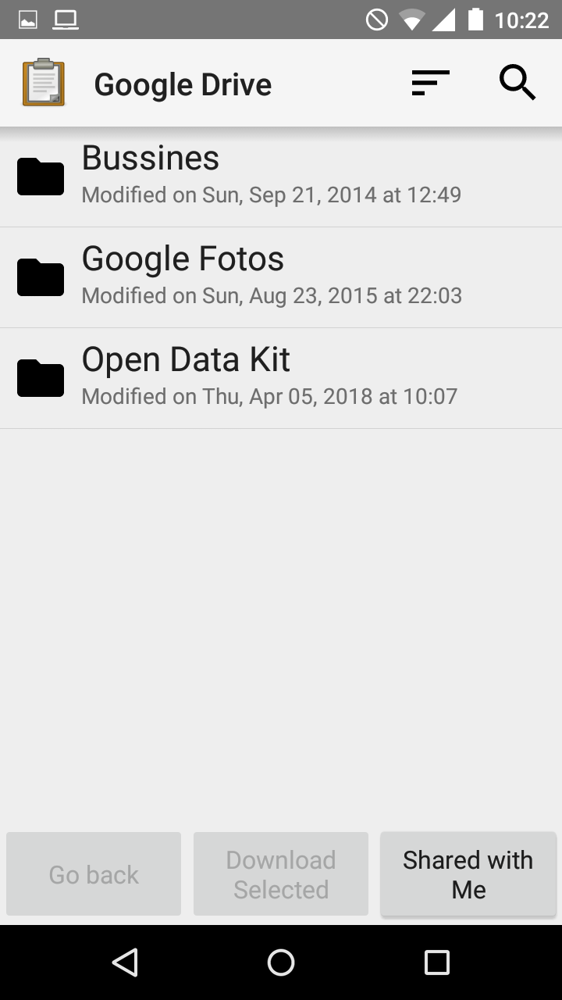 10:22
Google Drive
Bussines
Modified on Sun, Sep 21, 2014 at 12:49
Google Fotos
Modified on Sun, Aug 23, 2015 at 22:03
Open Data Kit
Modified on Thu, Apr 05, 2018 at 10:07
Go back
Download
Selected
Shared with
Me